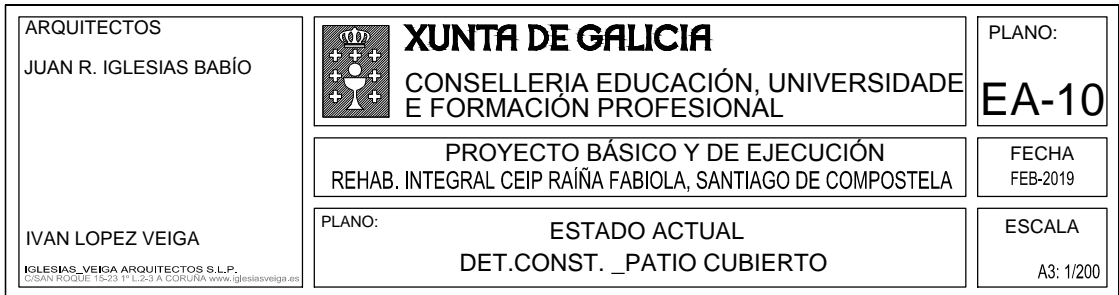 ARQUITECTOS
JUAN R. IGLESIAS BABÍO
IVAN LOPEZ VEIGA
IGLESIAS_VEIGA ARQUITECTOS S.L.P.
C/SAN ROQUE 15-23 1º L.2-3 A CORUÑA www.iglesiasveiga.es
XUNTA DE GALICIA
CONSELLERIA EDUCACIÓN, UNIVERSIDADE
E FORMACIÓN PROFESIONAL
PLANO:
EA-10
PROYECTO BÁSICO Y DE EJECUCIÓN
REHAB. INTEGRAL CEIP RAÍÑA FABIOLA, SANTIAGO DE COMPOSTELA
FECHA
FEB-2019
PLANO:
ESTADO ACTUAL
DET.CONST. _PATIO CUBIERTO
ESCALA
A3: 1/200